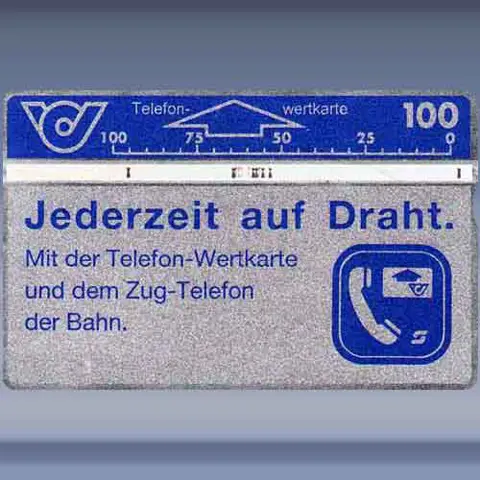 Telefon- wertkarte 100
100 75 50 25 0
Jederzeit auf Draht.
Mit der Telefon-Wertkarte
und dem Zug-Telefon
der Bahn.